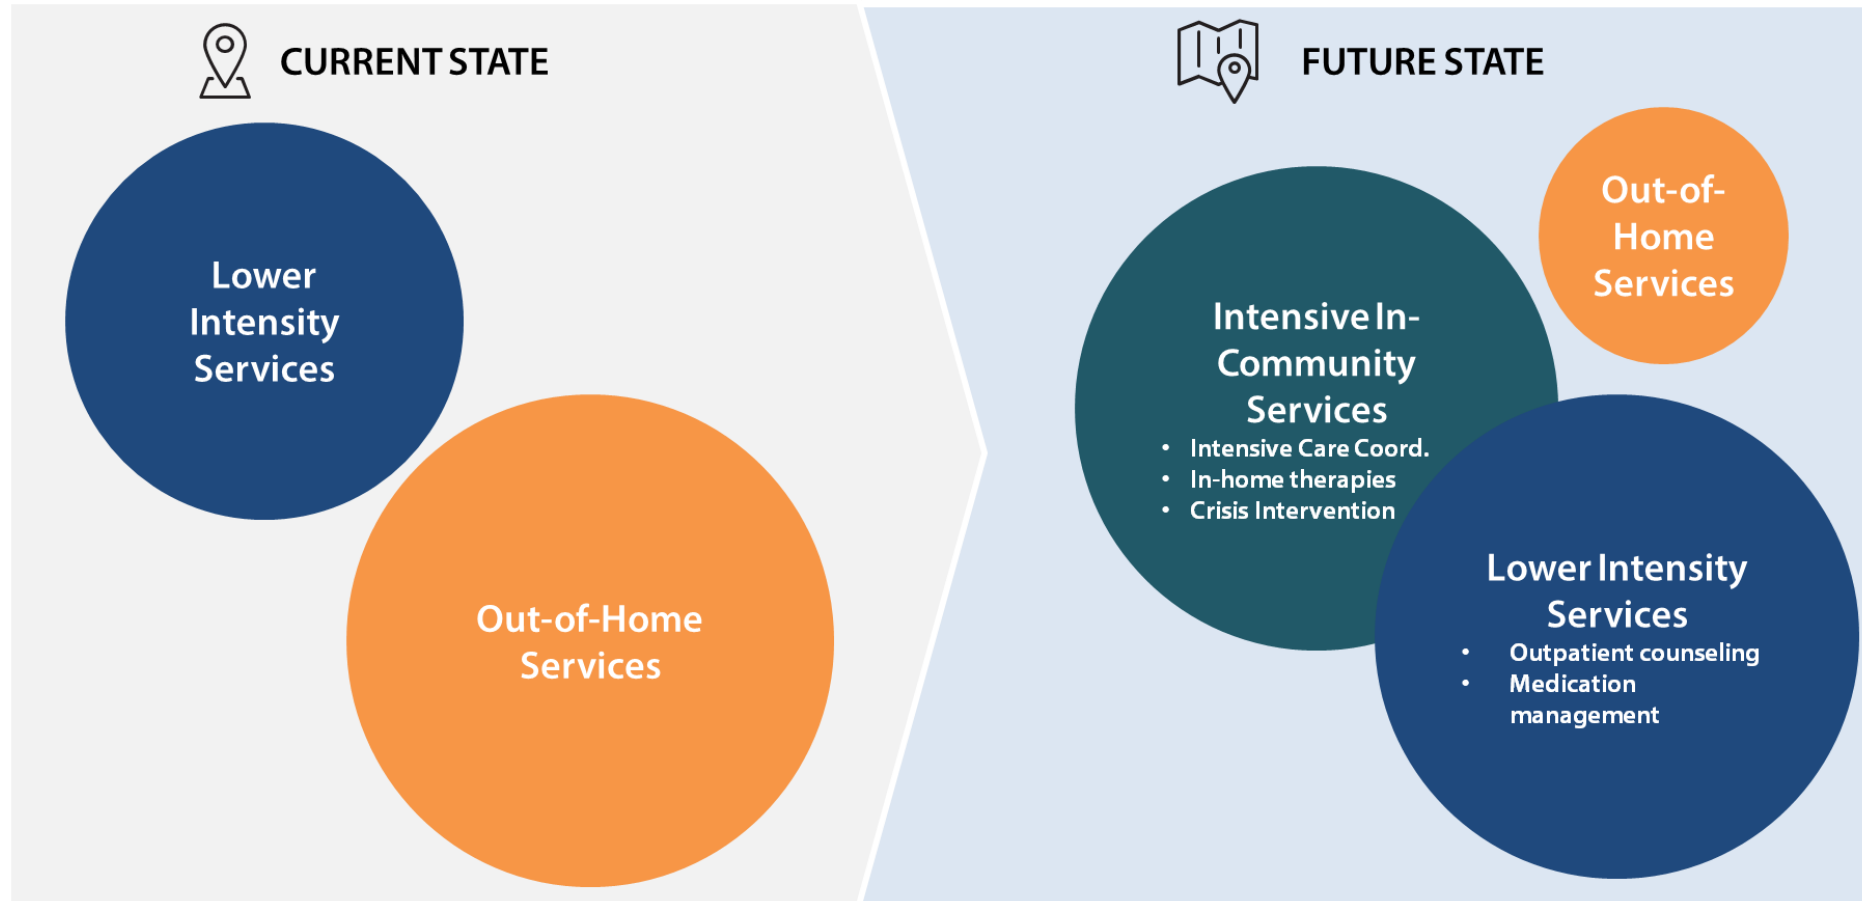 CURRENT STATE
Lower
Intensity
Services
Out-of-Home
Services
FUTURE STATE
Out-of-
Home
Services
Intensive In-
Community
Services
• Intensive Care Coord.
• In-home therapies
• Crisis Intervention
Lower Intensity
Services
• Outpatient counseling
• Medication
management